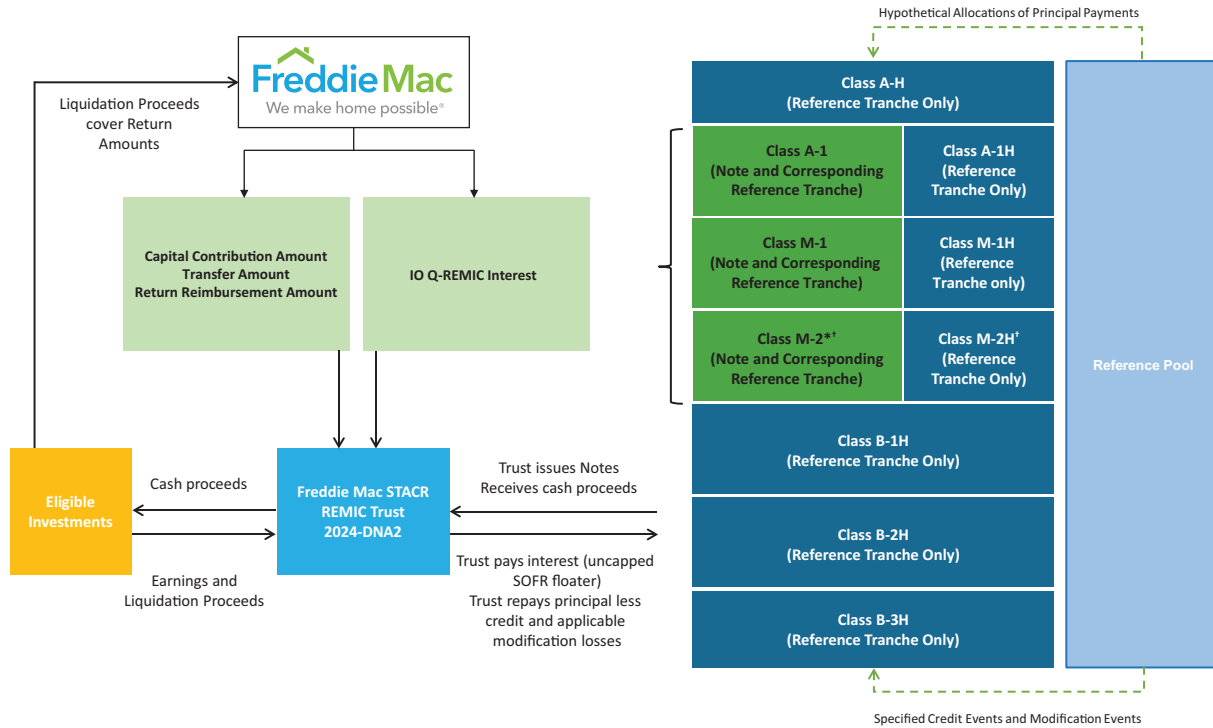 Hypothetical Allocations of Principal Payments
FreddieMac
We make home possible®
Liquidation Proceeds
cover Return
Amounts
Capital Contribution Amount
Transfer Amount
Return Reimbursement Amount
IO Q-REMIC Interest
Eligible
Investments
Cash proceeds
Earnings and
Liquidation Proceeds
Freddie Mac STACR
REMIC Trust
2024-DNA2
Trust issues Notes
Receives cash proceeds
Trust pays interest (uncapped
SOFR floater)
Trust repays principal less
credit and applicable
modification losses
Class A-H
(Reference Tranche Only)
Class A-1
(Note and Corresponding
Reference Tranche)
Class A-1H
(Reference
Tranche Only)
Class M-1
(Note and Corresponding
Reference Tranche)
Class M-1H
(Reference
Tranche only)
Class M-2*†
(Note and Corresponding
Reference Tranche)
Class M-2H†
(Reference
Tranche Only)
Class B-1H
(Reference Tranche Only)
Class B-2H
(Reference Tranche Only)
Class B-3H
(Reference Tranche Only)
Reference Pool
Specified Credit Events and Modification Events